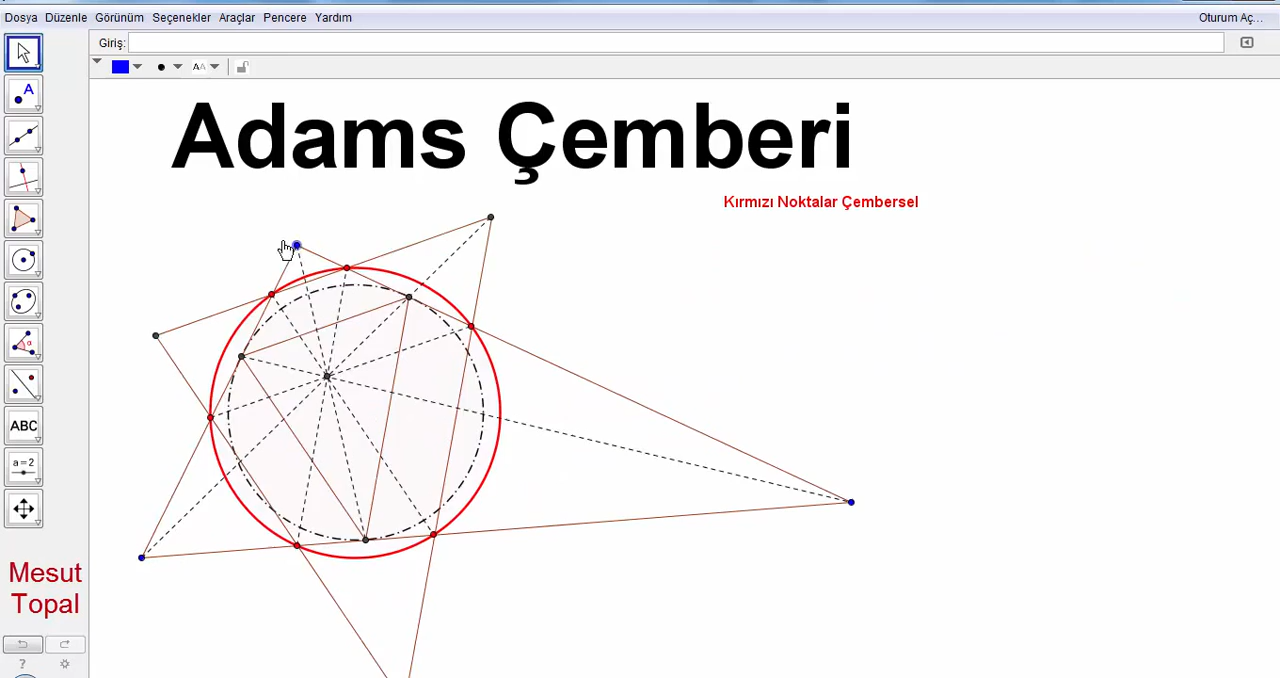 Dosya Düzenle Görünüm Seçenekler Araçlar Pencere Yardım Oturum Aç...
Giriş:
AA
Adams Çemberi
Kırmızı Noktalar Çembersel
A
α
ABC
a=2
Mesut
Topal
?